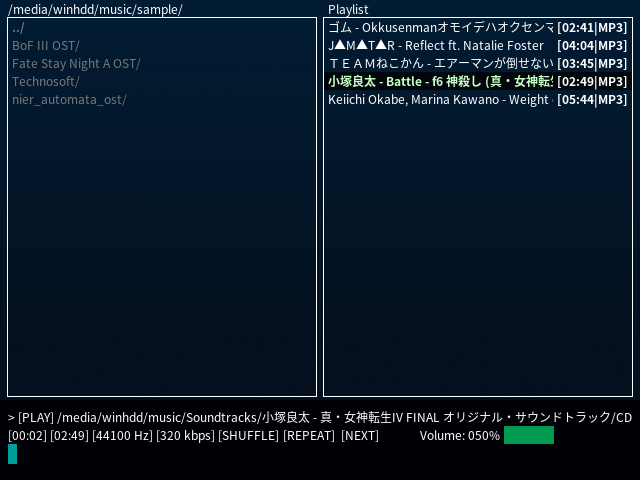 /media/winhdd/music/sample/
../
BoF III OST/
Fate Stay Night A OST/
Technosoft/
nier_automata_ost/
Playlist
ゴム - Okkusenmanオモイデハオクセンマ [02:41|MP3]
J▲M▲T▲R - Reflect ft. Natalie Foster [04:04|MP3]
ＴＥＡＭねこかん - エアーマンが倒せない [03:45|MP3]
小塚良太 - Battle - f6 神殺し (真・女神転生 [02:49|MP3]
Keiichi Okabe, Marina Kawano - Weight [05:44|MP3]
> [PLAY] /media/winhdd/music/Soundtracks/小塚良太 - 真・女神転生IV FINAL オリジナル・サウンドトラック/CD
[00:02] [02:49] [44100 Hz] [320 kbps] [SHUFFLE] [REPEAT] [NEXT] Volume: 050%